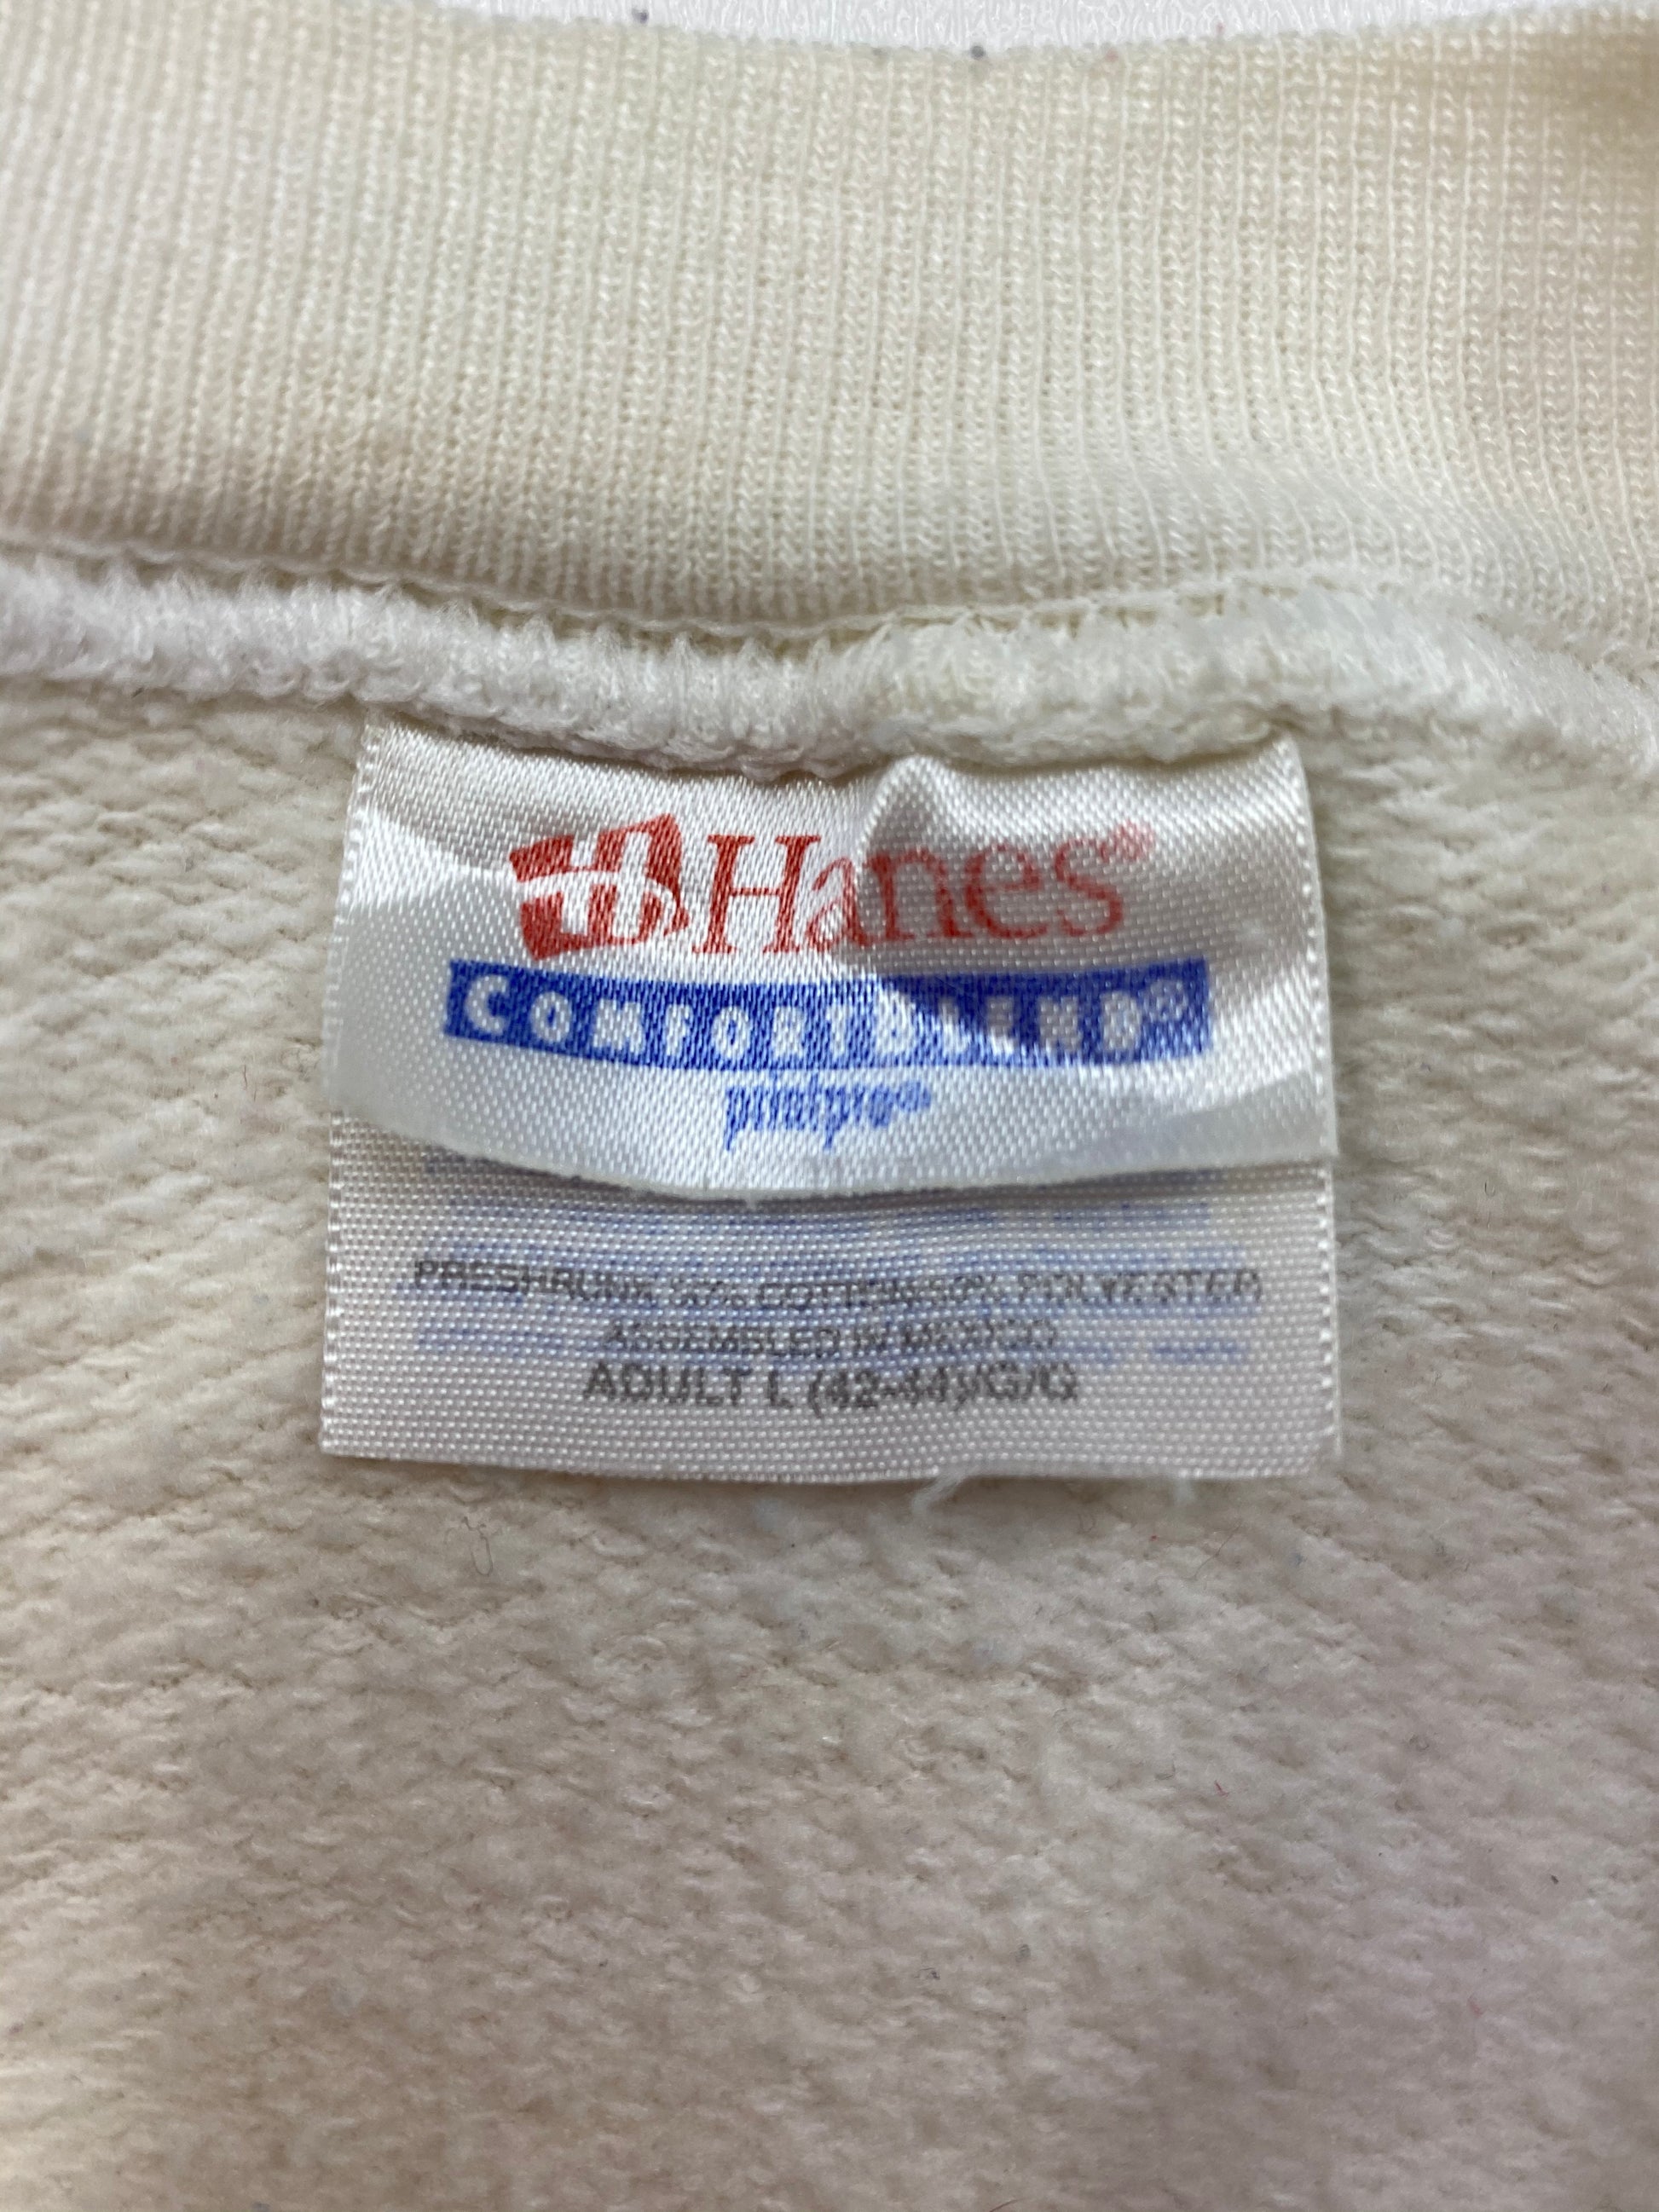 Hanes®
COMFORTBLEND®
printpro®
PRESHRUNK 50% COTTON/50% POLYESTER
ASSEMBLED IN MEXICO
ADULT L (42-44)/G/G